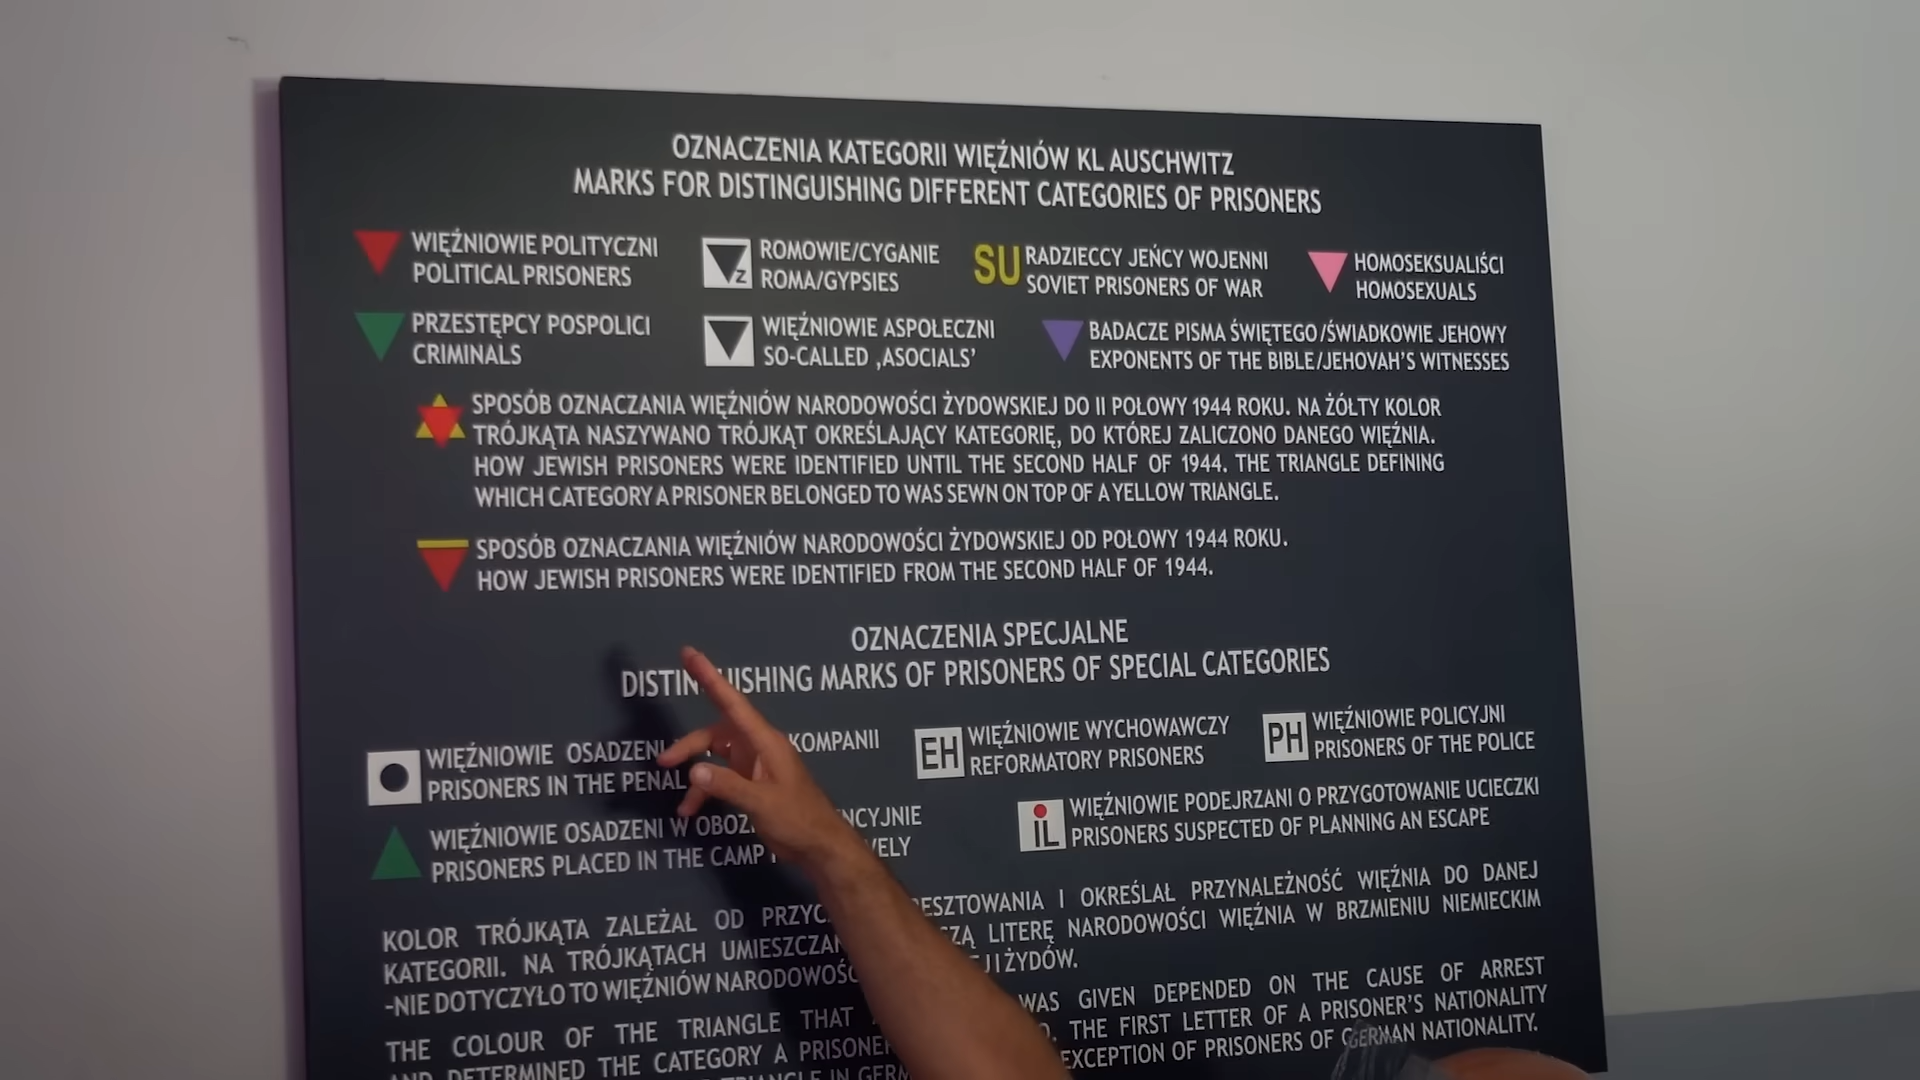 OZNACZENIA KATEGORII WIĘŹNIÓW KL AUSCHWITZ
MARKS FOR DISTINGUISHING DIFFERENT CATEGORIES OF PRISONERS
WIĘŹNIOWIE POLITYCZNI
POLITICAL PRISONERS
Z
ROMOWIE/CYGANIE
ROMA/GYPSIES
SU
RADZIECCY JEŃCY WOJENNI
SOVIET PRISONERS OF WAR
HOMOSEKSUALIŚCI
HOMOSEXUALS
PRZESTĘPCY POSPOLICI
CRIMINALS
WIĘŹNIOWIE ASPOŁECZNI
SO-CALLED ‚ASOCIALS'
BADACZE PISMA ŚWIĘTEGO/ŚWIADKOWIE JEHOWY
EXPONENTS OF THE BIBLE/JEHOVAH'S WITNESSES
SPOSÓB OZNACZANIA WIĘŹNIÓW NARODOWOŚCI ŻYDOWSKIEJ DO II POŁOWY 1944 ROKU. NA ŻÓŁTY KOLOR
TRÓJKĄTA NASZYWANO TRÓJKĄT OKREŚLAJĄCY KATEGORIĘ, DO KTÓREJ ZALICZONO DANEGO WIĘŹNIA.
HOW JEWISH PRISONERS WERE IDENTIFIED UNTIL THE SECOND HALF OF 1944. THE TRIANGLE DEFINING
WHICH CATEGORY A PRISONER BELONGED TO WAS SEWN ON TOP OF A YELLOW TRIANGLE.
SPOSÓB OZNACZANIA WIĘŹNIÓW NARODOWOŚCI ŻYDOWSKIEJ OD POŁOWY 1944 ROKU.
HOW JEWISH PRISONERS WERE IDENTIFIED FROM THE SECOND HALF OF 1944.
OZNACZENIA SPECJALNE
DISTINGUISHING MARKS OF PRISONERS OF SPECIAL CATEGORIES
WIĘŹNIOWIE OSADZENI KOMPANII
PRISONERS IN THE PENAL
EH
WIĘŹNIOWIE WYCHOWAWCZY
REFORMATORY PRISONERS
PH
WIĘŹNIOWIE POLICYJNI
PRISONERS OF THE POLICE
WIĘŹNIOWIE OSADZENI W
PRISONERS PLACED IN THE CAMP
IL
WIĘŹNIOWIE PODEJRZANI O PRZYGOTOWANIE UCIECZKI
PRISONERS SUSPECTED OF PLANNING AN ESCAPE
KOLOR TRÓJKĄTA ZALEŻAŁ OD I OKREŚLAŁ PRZYNALEŻNOŚĆ WIĘŹNIA DO DANEJ
KATEGORII. NA TRÓJKĄTACH LITERĘ NARODOWOŚCI WIĘŹNIA W BRZMIENIU NIEMIECKIM
-NIE DOTYCZYŁO TO WIĘŹNIÓW I ŻYDÓW.
THE COLOUR OF THE TRIANGLE THAT WAS GIVEN DEPENDED ON THE CAUSE OF ARREST
AND DETERMINED THE CATEGORY A THE FIRST LETTER OF A PRISONER'S NATIONALITY
TRIANGLE IN EXCEPTION OF PRISONERS OF GERMAN NATIONALITY.